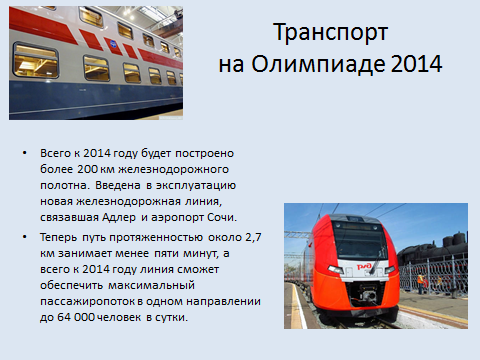 Транспорт
на Олимпиаде 2014
• Всего к 2014 году будет построено
более 200 км железнодорожного
полотна. Введена в эксплуатацию
новая железнодорожная линия,
связавшая Адлер и аэропорт Сочи.
• Теперь путь протяженностью около 2,7
км занимает менее пяти минут, а
всего к 2014 году линия сможет
обеспечить максимальный
пассажиропоток в одном направлении
до 64 000 человек в сутки.
РЖД